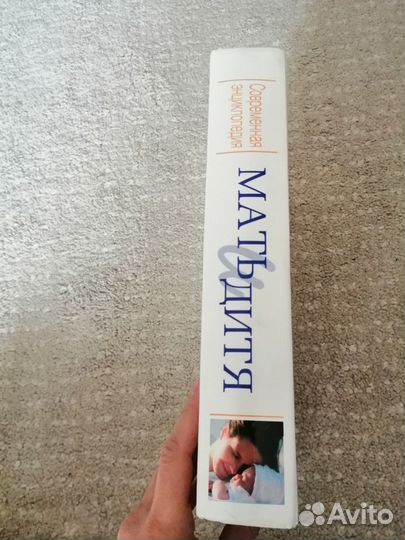 Современная
энциклопедия
МАТЬ
и
ДИТЯ
Avito